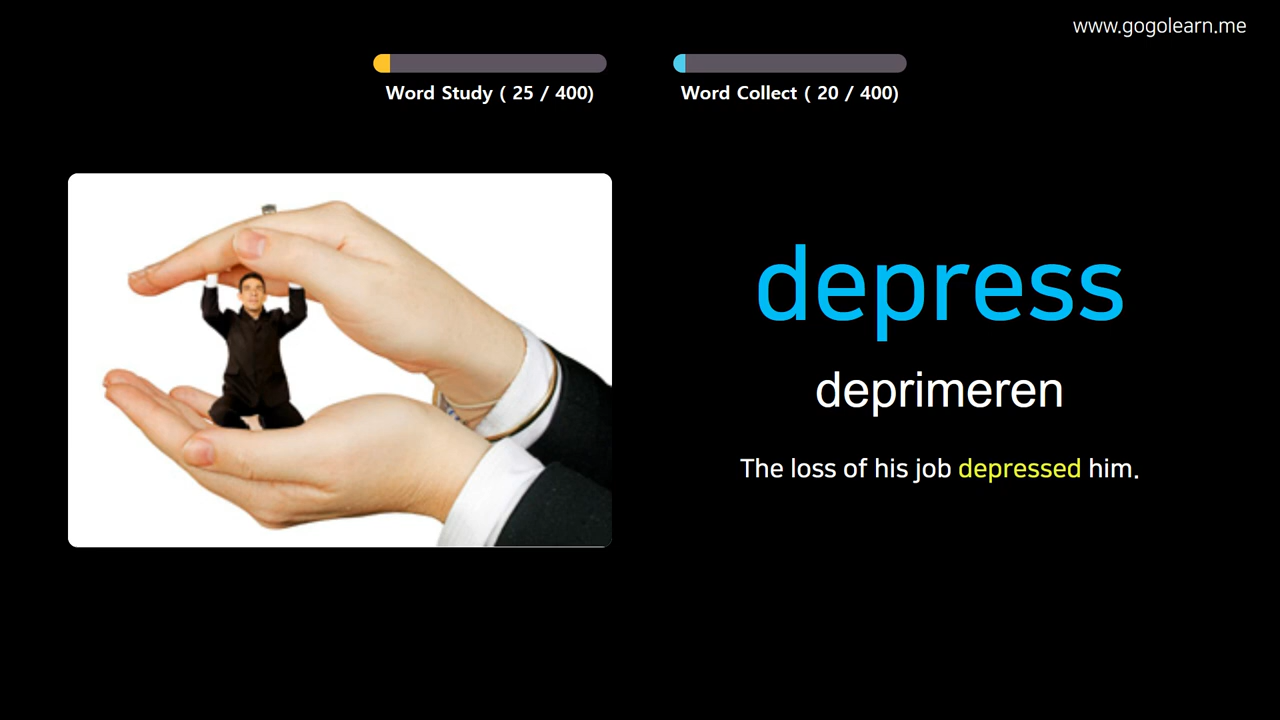 www.gogolearn.me
Word Study ( 25 / 400)
Word Collect ( 20 / 400)
depress
deprimeren
The loss of his job depressed him.